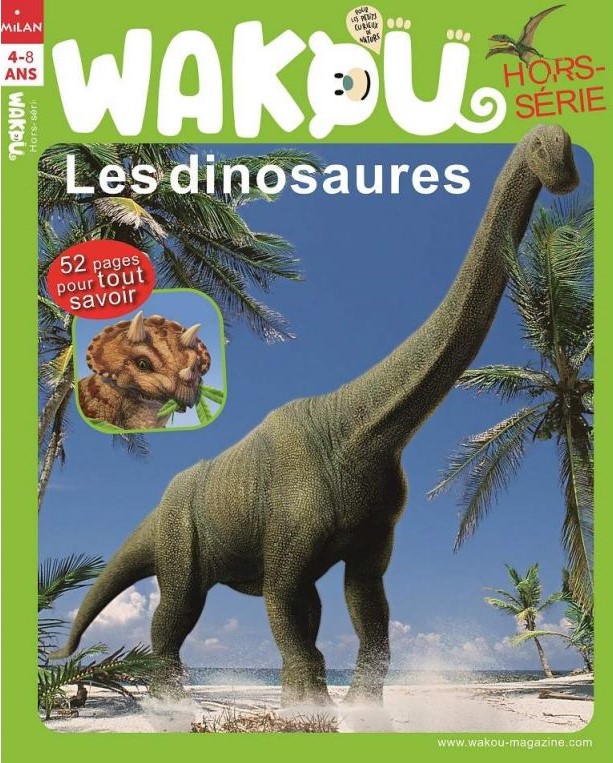 MiLAN
4-8
ANS
WAKOU
Hors-séri
POUR
LES PETITS
CURIEUX
DE
NATURE
WAKOU
HORS-
SÉRIE
Les dinosaures
52 pages
pour tout
savoir
www.wakou-magazine.com